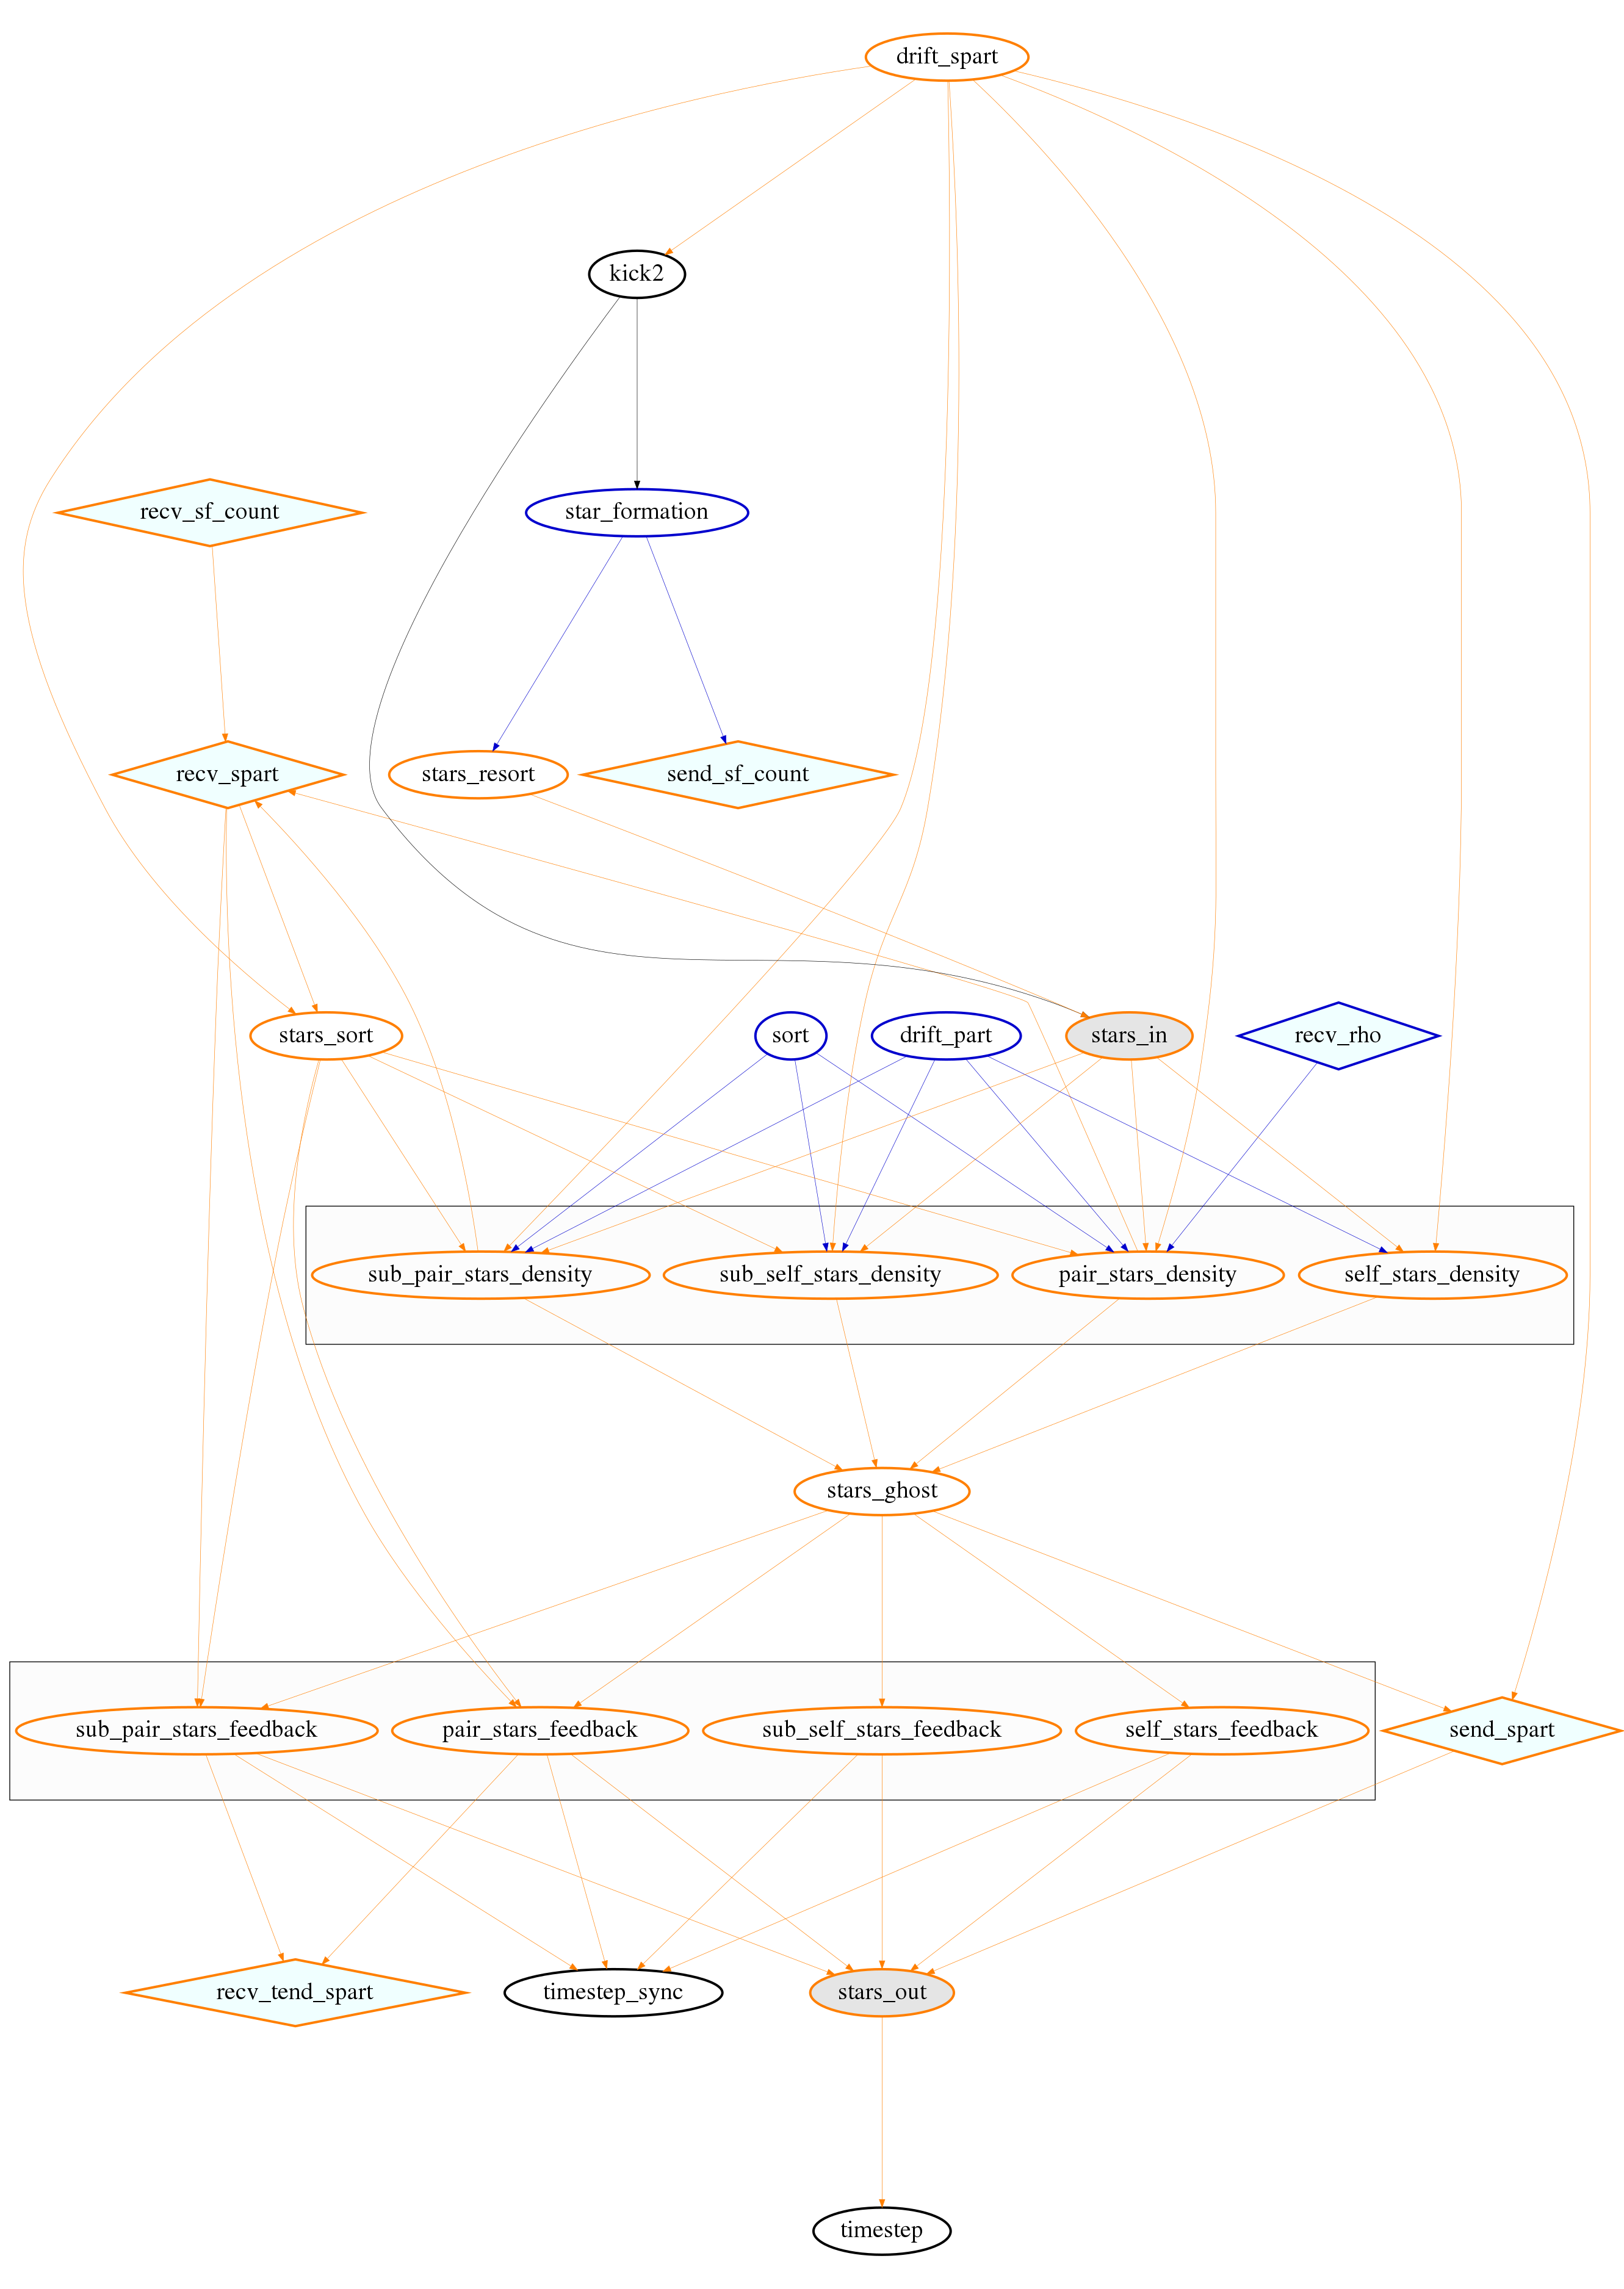 drift_spart
kick2
recv_sf_count
star_formation
recv_spart
stars_resort
send_sf_count
stars_sort
sort
drift_part
stars_in
recv_rho
sub_pair_stars_density
sub_self_stars_density
pair_stars_density
self_stars_density
stars_ghost
sub_pair_stars_feedback
pair_stars_feedback
sub_self_stars_feedback
self_stars_feedback
send_spart
recv_tend_spart
timestep_sync
stars_out
timestep